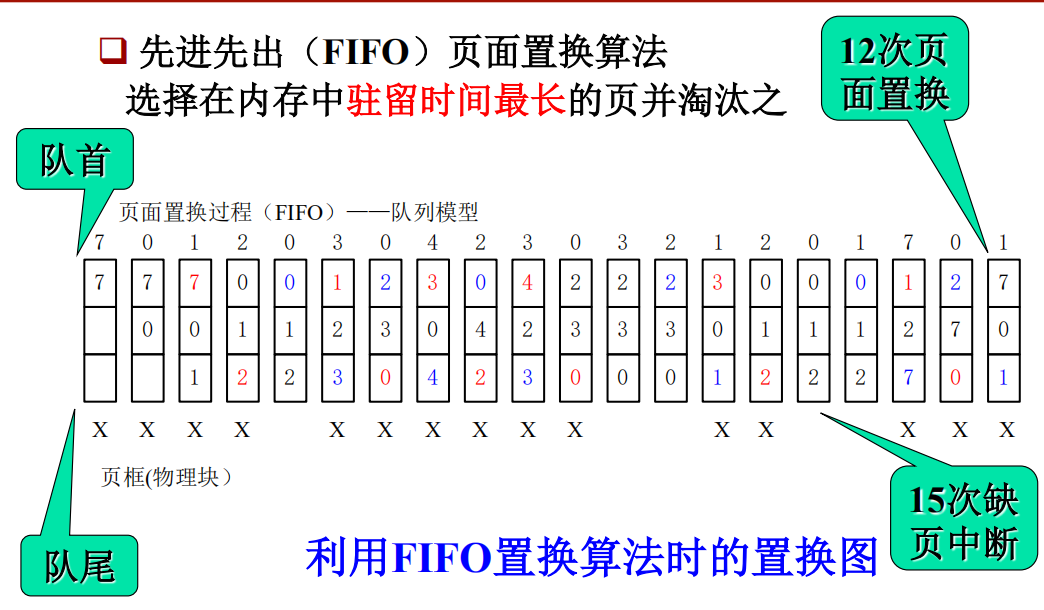 ❑ 先进先出（FIFO）页面置换算法
选择在内存中驻留时间最长的页并淘汰之
12次页
面置换
队首
页面置换过程（FIFO）——队列模型
7 0 1 2 0 3 0 4 2 3 0 3 2 1 2 0 1 7 0 1
7 7 7 0 0 1 2 3 0 4 2 2 2 3 0 0 0 1 2 7
0 0 1 1 2 3 0 4 2 3 3 3 0 1 1 1 2 7 0
1 2 2 3 0 4 2 3 0 0 0 1 2 2 2 7 0 1
X X X X X X X X X X X X X X X
页框(物理块）
队尾
15次缺
页中断
利用FIFO置换算法时的置换图